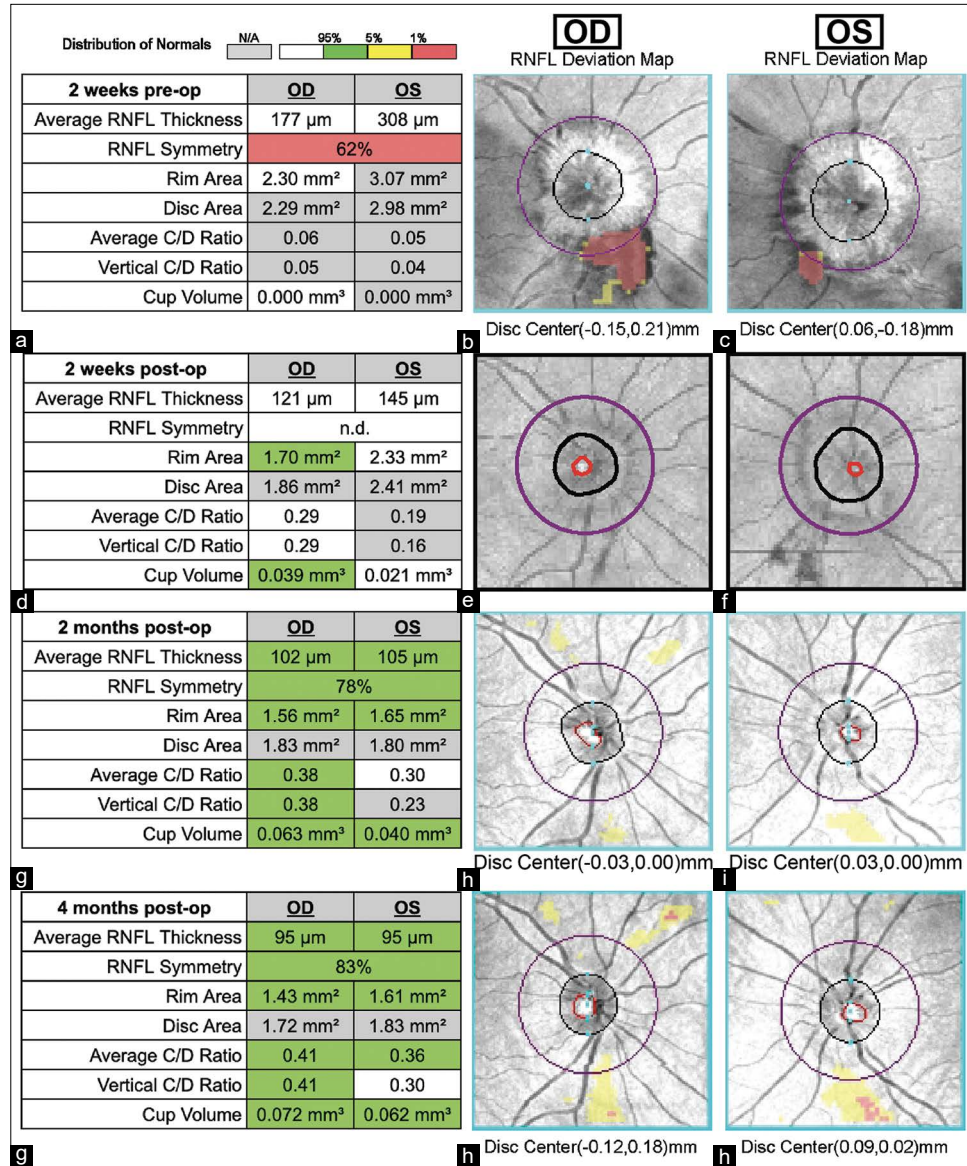 Distribution of Normals N/A 95% 5% 1%
OD OS
RNFL Deviation Map RNFL Deviation Map
2 weeks pre-op OD OS
Average RNFL Thickness 177 µm 308 µm
RNFL Symmetry 62%
Rim Area 2.30 mm² 3.07 mm²
Disc Area 2.29 mm² 2.98 mm²
Average C/D Ratio 0.06 0.05
Vertical C/D Ratio 0.05 0.04
Cup Volume 0.000 mm³ 0.000 mm³
a b c
Disc Center(-0.15,0.21)mm Disc Center(0.06,-0.18)mm
2 weeks post-op OD OS
Average RNFL Thickness 121 µm 145 µm
RNFL Symmetry n.d.
Rim Area 1.70 mm² 2.33 mm²
Disc Area 1.86 mm² 2.41 mm²
Average C/D Ratio 0.29 0.19
Vertical C/D Ratio 0.29 0.16
Cup Volume 0.039 mm³ 0.021 mm³
d e f
2 months post-op OD OS
Average RNFL Thickness 102 µm 105 µm
RNFL Symmetry 78%
Rim Area 1.56 mm² 1.65 mm²
Disc Area 1.83 mm² 1.80 mm²
Average C/D Ratio 0.38 0.30
Vertical C/D Ratio 0.38 0.23
Cup Volume 0.063 mm³ 0.040 mm³
g h i
Disc Center(-0.03,0.00)mm Disc Center(0.03,0.00)mm
4 months post-op OD OS
Average RNFL Thickness 95 µm 95 µm
RNFL Symmetry 83%
Rim Area 1.43 mm² 1.61 mm²
Disc Area 1.72 mm² 1.83 mm²
Average C/D Ratio 0.41 0.36
Vertical C/D Ratio 0.41 0.30
Cup Volume 0.072 mm³ 0.062 mm³
g h h
Disc Center(-0.12,0.18)mm Disc Center(0.09,0.02)mm